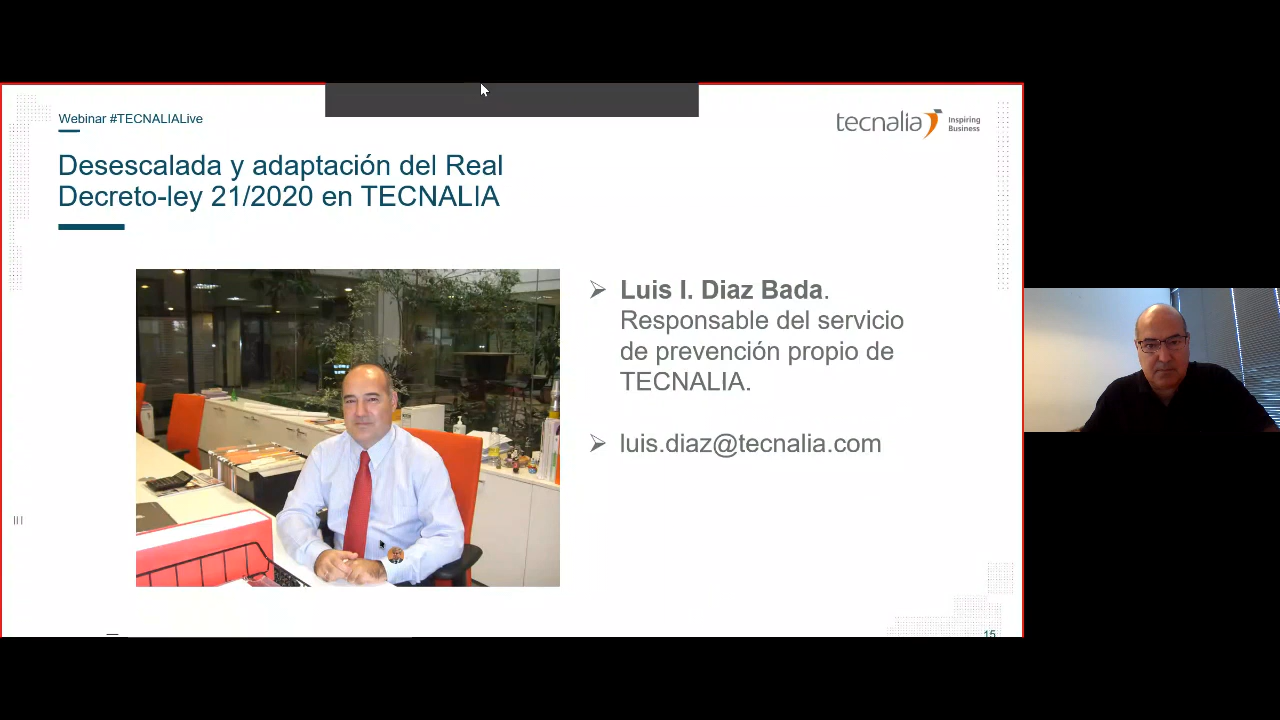 Webinar #TECNALIALive
tecnalia Inspiring Business
Desescalada y adaptación del Real
Decreto-ley 21/2020 en TECNALIA
Luis I. Diaz Bada.
Responsable del servicio
de prevención propio de
TECNALIA.
luis.diaz@tecnalia.com
15